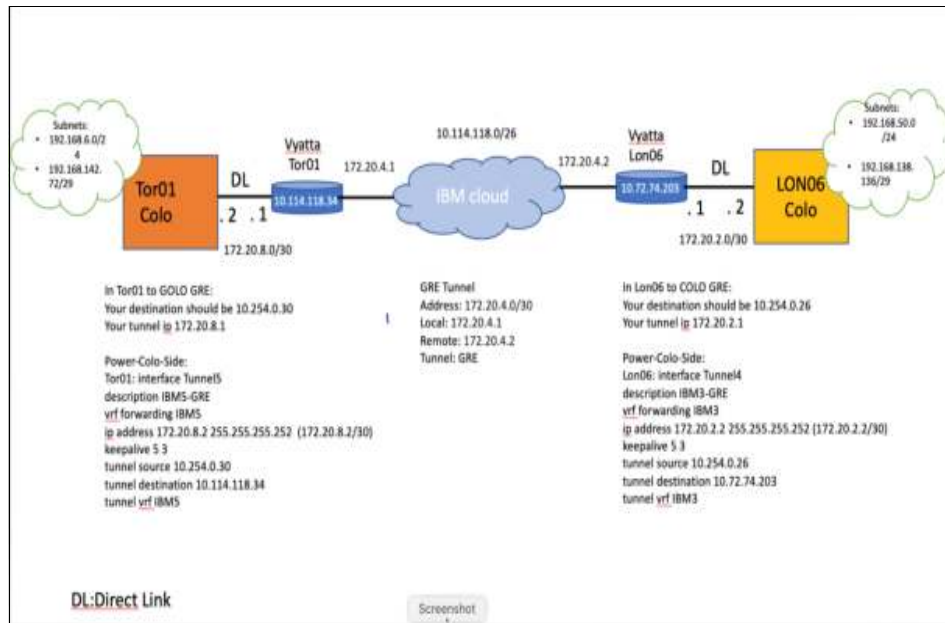 Subnets:
• 192.168.6.0/2
4
• 192.168.142.
72/29
Tor01
Colo
DL
.2 .1
172.20.8.0/30
Vyatta
Tor01
10.114.118.34
172.20.4.1
10.114.118.0/26
IBM cloud
172.20.4.2
Vyatta
Lon06
10.72.74.203
DL
.1 .2
172.20.2.0/30
LON06
Colo
Subnets:
• 192.168.50.0
/24
• 192.168.138.
136/29
In Tor01 to GOLO GRE:
Your destination should be 10.254.0.30
Your tunnel ip 172.20.8.1
Power-Colo-Side:
Tor01: interface Tunnel5
description IBM5-GRE
vrf forwarding IBM5
ip address 172.20.8.2 255.255.255.252 (172.20.8.2/30)
keepalive 5 3
tunnel source 10.254.0.30
tunnel destination 10.114.118.34
tunnel vrf IBM5
GRE Tunnel
Address: 172.20.4.0/30
Local: 172.20.4.1
Remote: 172.20.4.2
Tunnel: GRE
In Lon06 to COLO GRE:
Your destination should be 10.254.0.26
Your tunnel ip 172.20.2.1
Power-Colo-Side:
Lon06: interface Tunnel4
description IBM3-GRE
vrf forwarding IBM3
ip address 172.20.2.2 255.255.255.252 (172.20.2.2/30)
keepalive 5 3
tunnel source 10.254.0.26
tunnel destination 10.72.74.203
tunnel vrf IBM3
DL:Direct Link
Screenshot